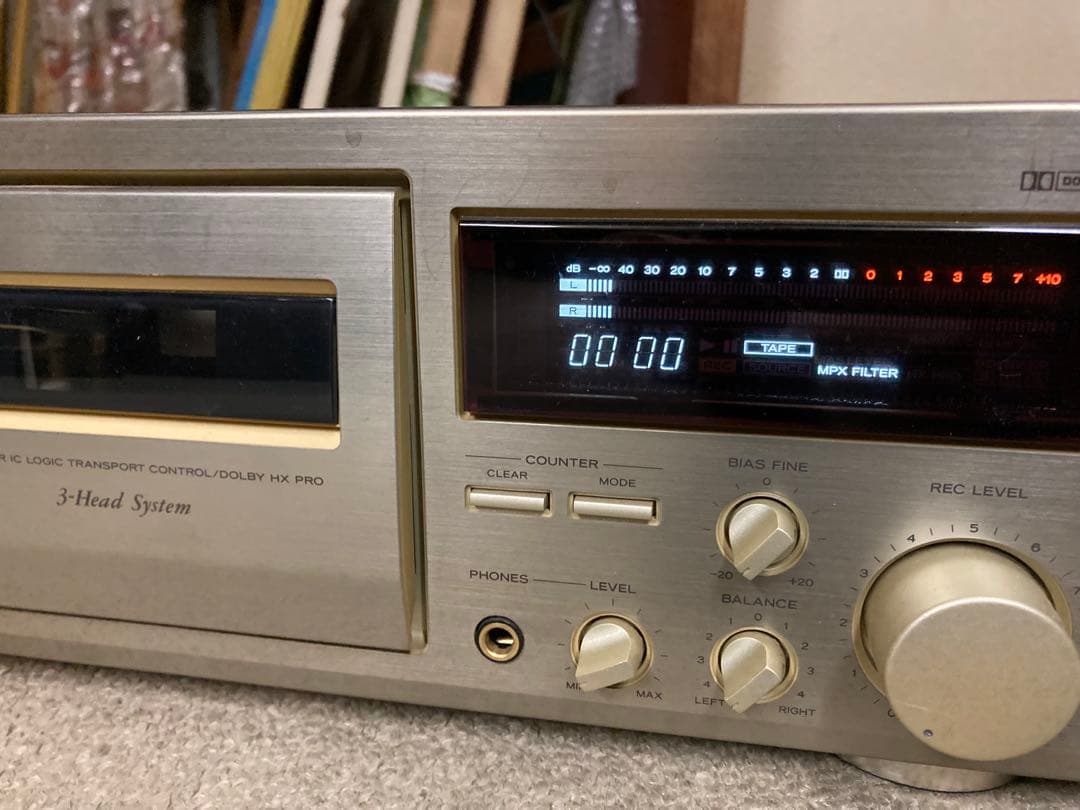 dB -∞ 40 30 20 10 7 5 3 2 0 1 2 3 5 7 +10
L
R
00 00
TAPE
REC SOURCE
MPX FILTER
IC LOGIC TRANSPORT CONTROL/DOLBY HX PRO
3-Head System
COUNTER
CLEAR MODE
BIAS FINE
0
-20 +20
REC LEVEL
0 1 2 3 4 5 6
PHONES LEVEL
MAX
BALANCE
4 3 2 1 0 1 2 3 4
LEFT RIGHT